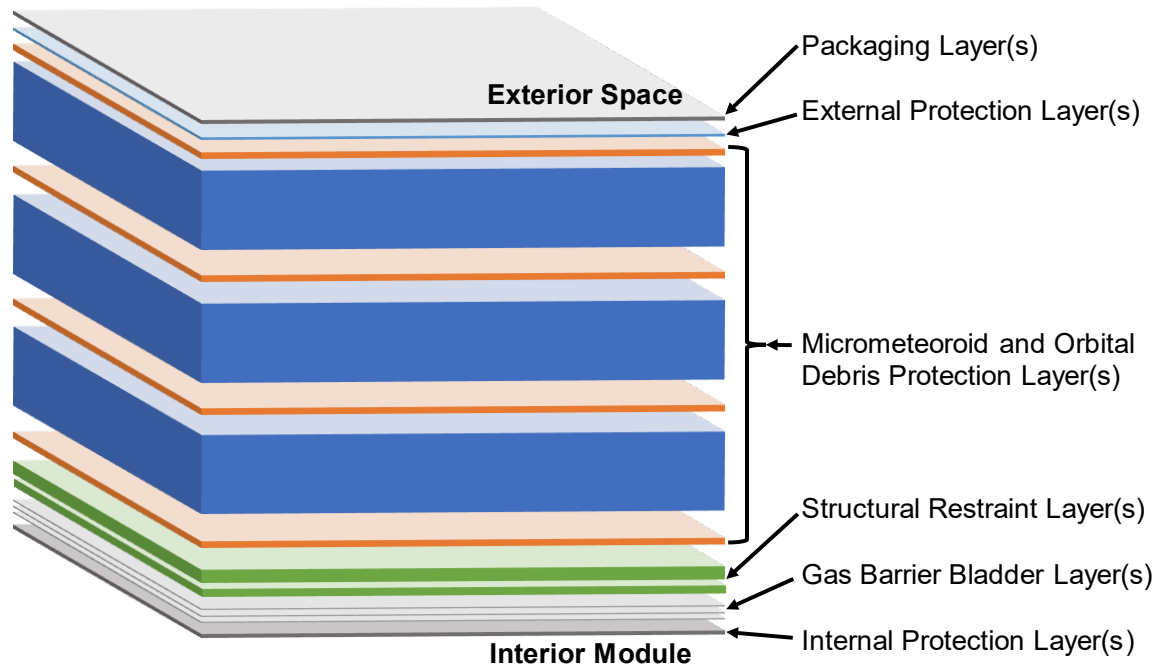 Packaging Layer(s)
Exterior Space
External Protection Layer(s)
Micrometeoroid and Orbital
Debris Protection Layer(s)
Structural Restraint Layer(s)
Gas Barrier Bladder Layer(s)
Internal Protection Layer(s)
Interior Module